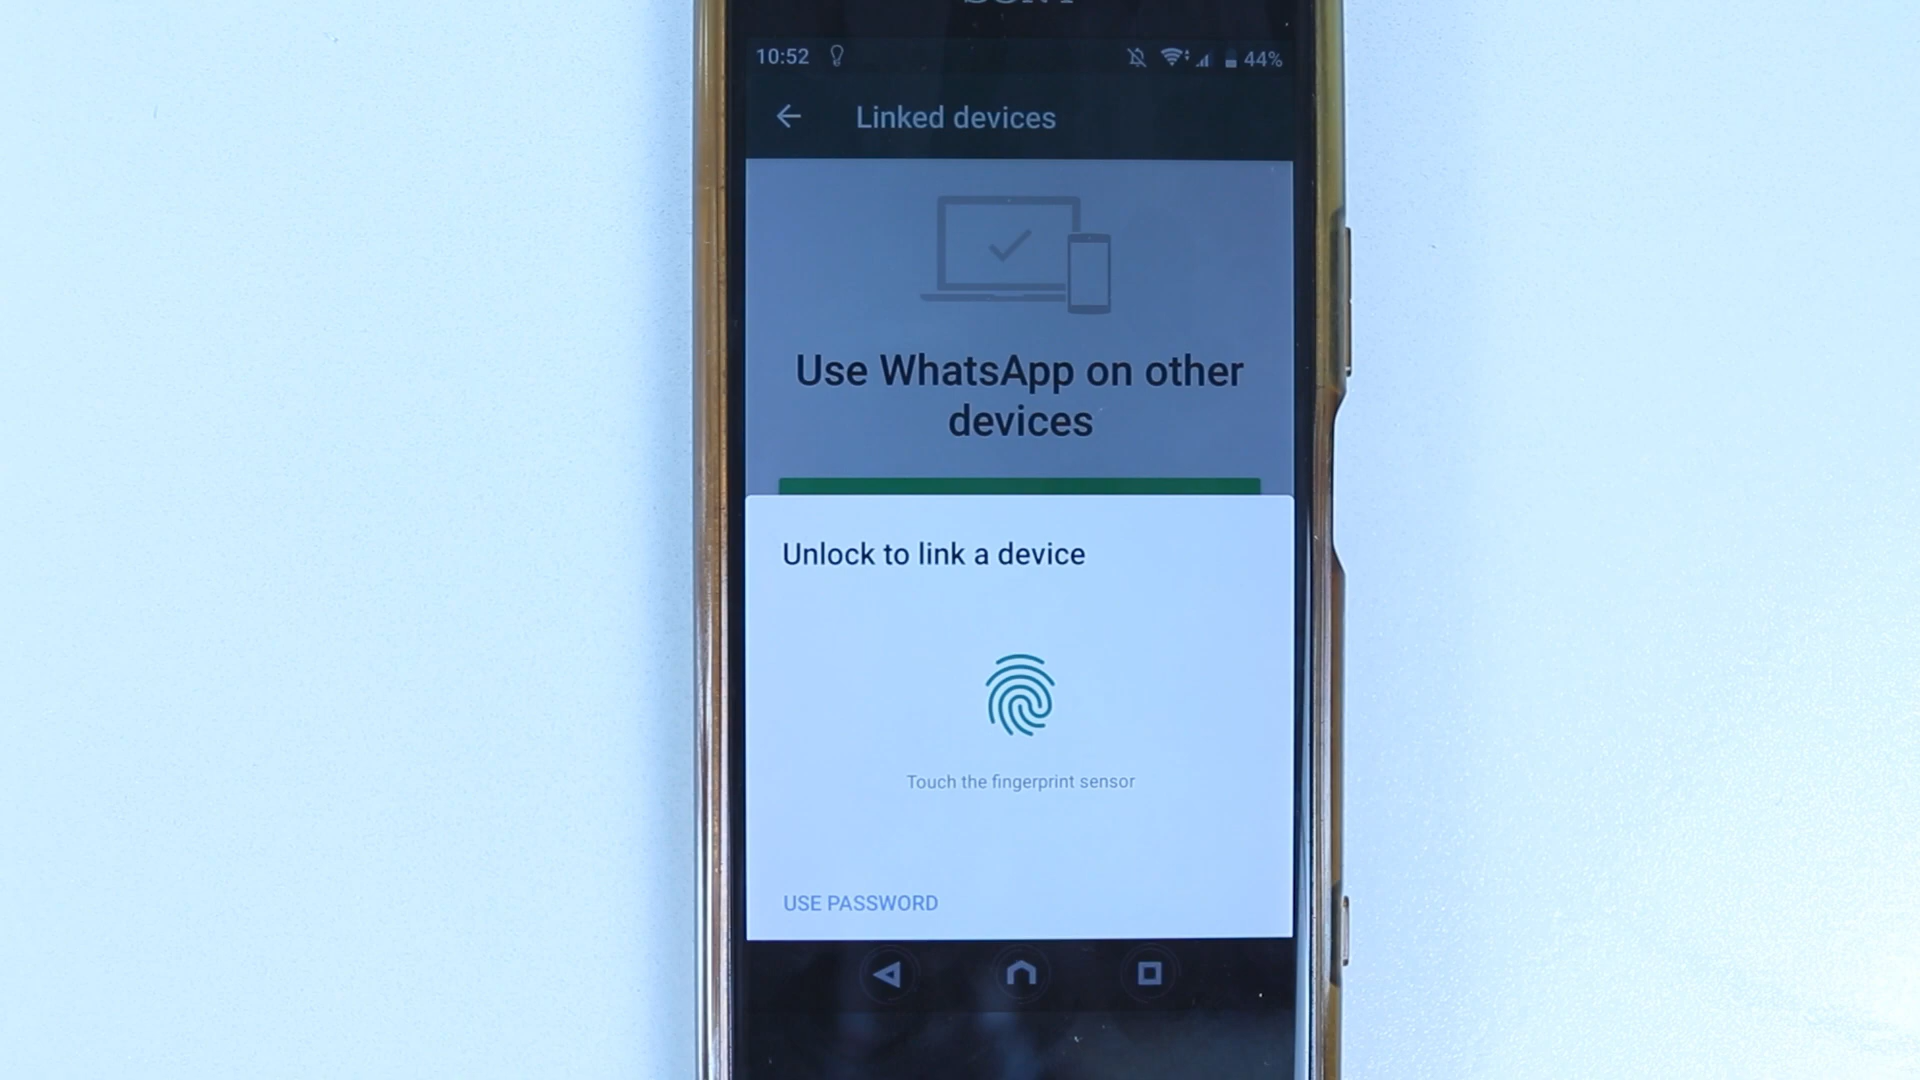 SONY
10:52 44%
Linked devices
Use WhatsApp on other
devices
Unlock to link a device
Touch the fingerprint sensor
USE PASSWORD